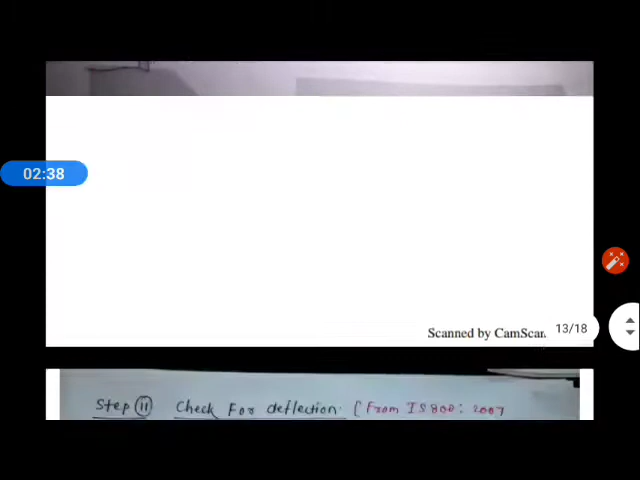 02:38
Scanned by CamScan
13/18
Step (11) Check For deflection. [From IS 800: 2007